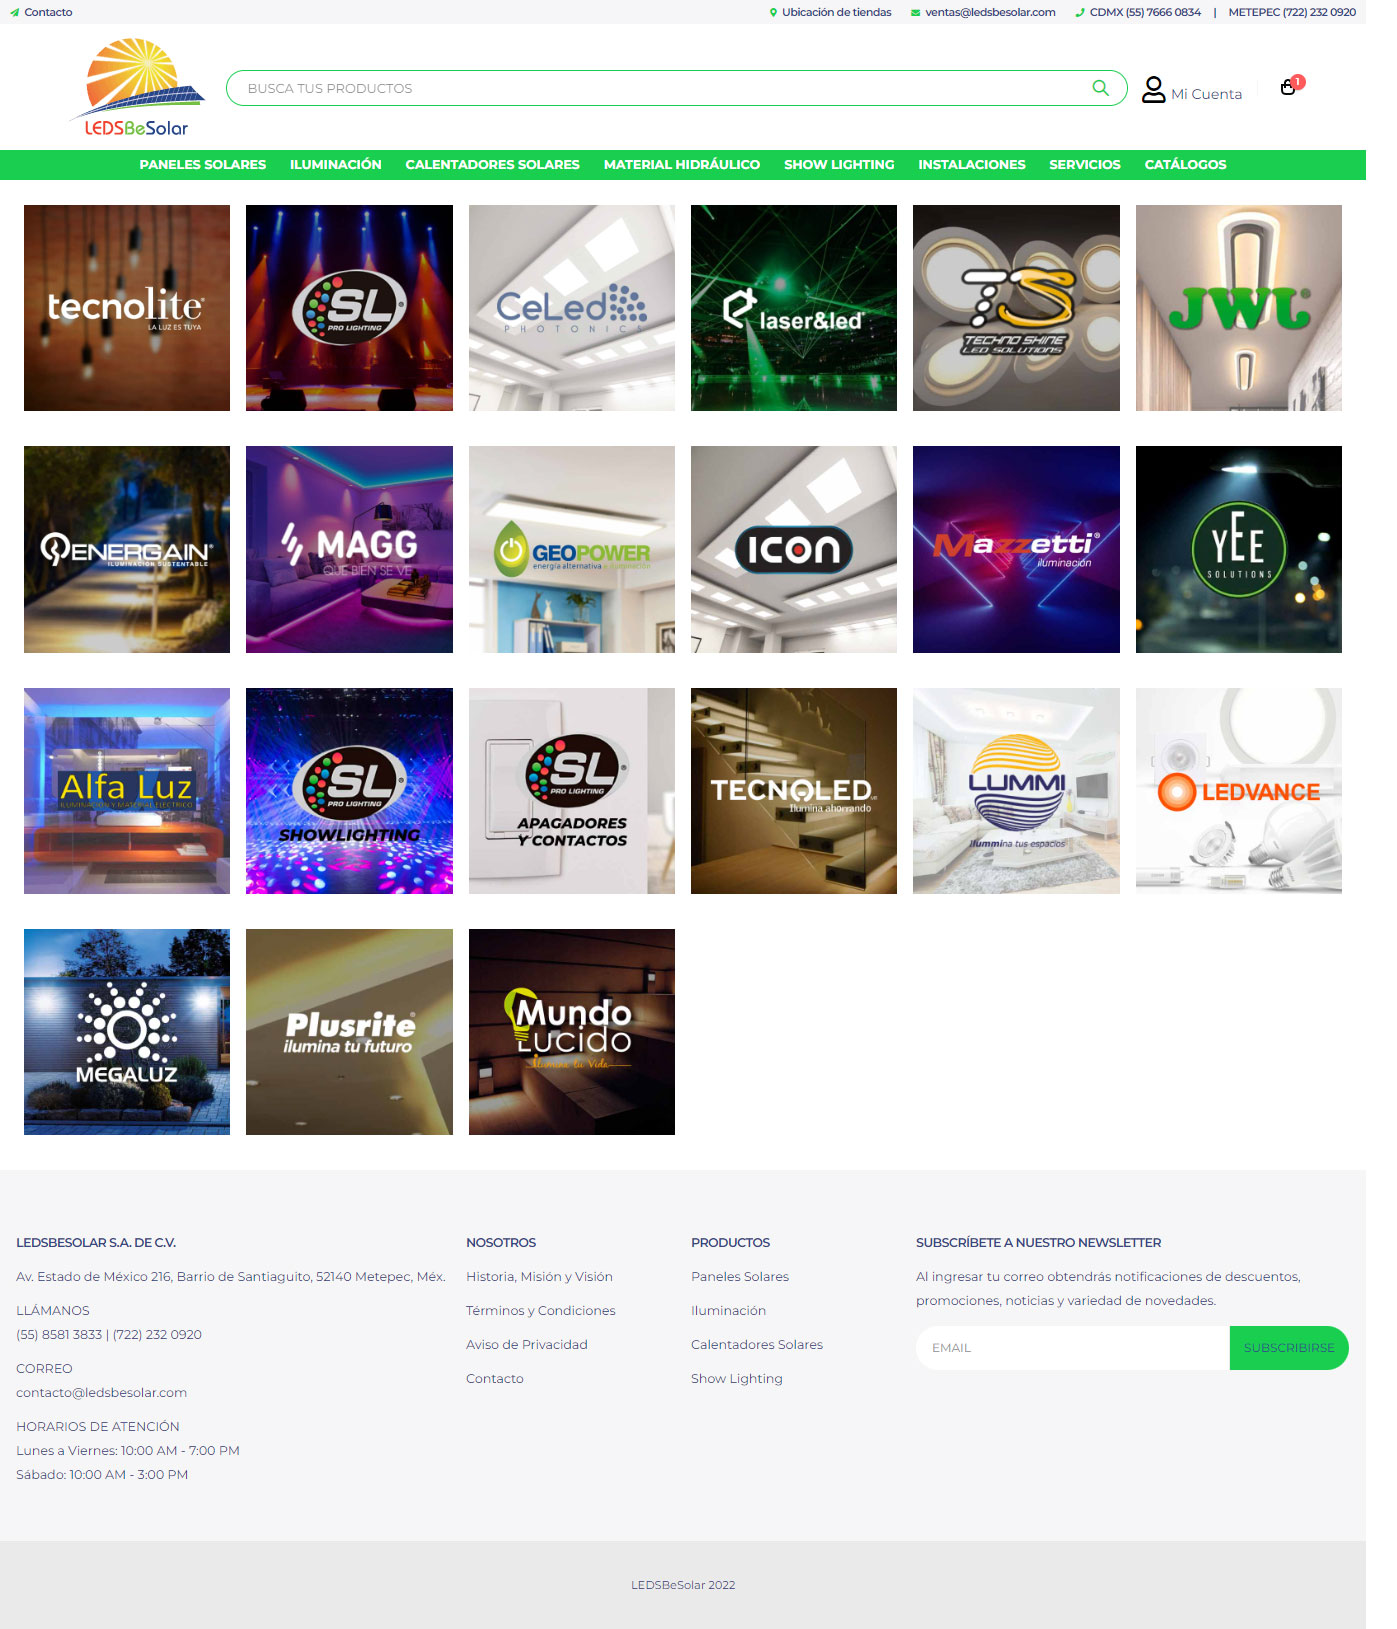 Contacto
Ubicación de tiendas
ventas@ledsbesolar.com
CDMX (55) 7666 0834 | METEPEC (722) 232 0920
LEDSBeSolar
BUSCA TUS PRODUCTOS
Mi Cuenta
1
PANELES SOLARES
ILUMINACIÓN
CALENTADORES SOLARES
MATERIAL HIDRÁULICO
SHOW LIGHTING
INSTALACIONES
SERVICIOS
CATÁLOGOS
tecnolite®
LA LUZ ES TUYA
SL®
PRO LIGHTING
CeLed
PHOTONICS
laser&led®
TS
TECHNO SHINE
LED SOLUTIONS
JWJ
ENERGAIN®
ILUMINACIÓN SUSTENTABLE
MAGG
QUE BIEN SE VE
GEOPOWER
energía alternativa e iluminación
ICON
Mazzetti®
iluminación
YEE
SOLUTIONS
Alfa Luz
ILUMINACIÓN Y MATERIAL ELÉCTRICO
SL®
PRO LIGHTING
SHOWLIGHTING
SL®
PRO LIGHTING
APAGADORES
Y CONTACTOS
TECNOLED
Ilumina ahorrando
LUMMI
ilummina tus espacios
LEDVANCE
MEGALUZ
Plusrite®
ilumina tu futuro
Mundo
Lucido
Ilumina tu Vida
LEDSBESOLAR S.A. DE C.V.
Av. Estado de México 216, Barrio de Santiaguito, 52140 Metepec, Méx.
LLÁMANOS
(55) 8581 3833 | (722) 232 0920
CORREO
contacto@ledsbesolar.com
HORARIOS DE ATENCIÓN
Lunes a Viernes: 10:00 AM - 7:00 PM
Sábado: 10:00 AM - 3:00 PM
NOSOTROS
Historia, Misión y Visión
Términos y Condiciones
Aviso de Privacidad
Contacto
PRODUCTOS
Paneles Solares
Iluminación
Calentadores Solares
Show Lighting
SUBSCRÍBETE A NUESTRO NEWSLETTER
Al ingresar tu correo obtendrás notificaciones de descuentos,
promociones, noticias y variedad de novedades.
EMAIL
SUBSCRIBIRSE
LEDSBeSolar 2022